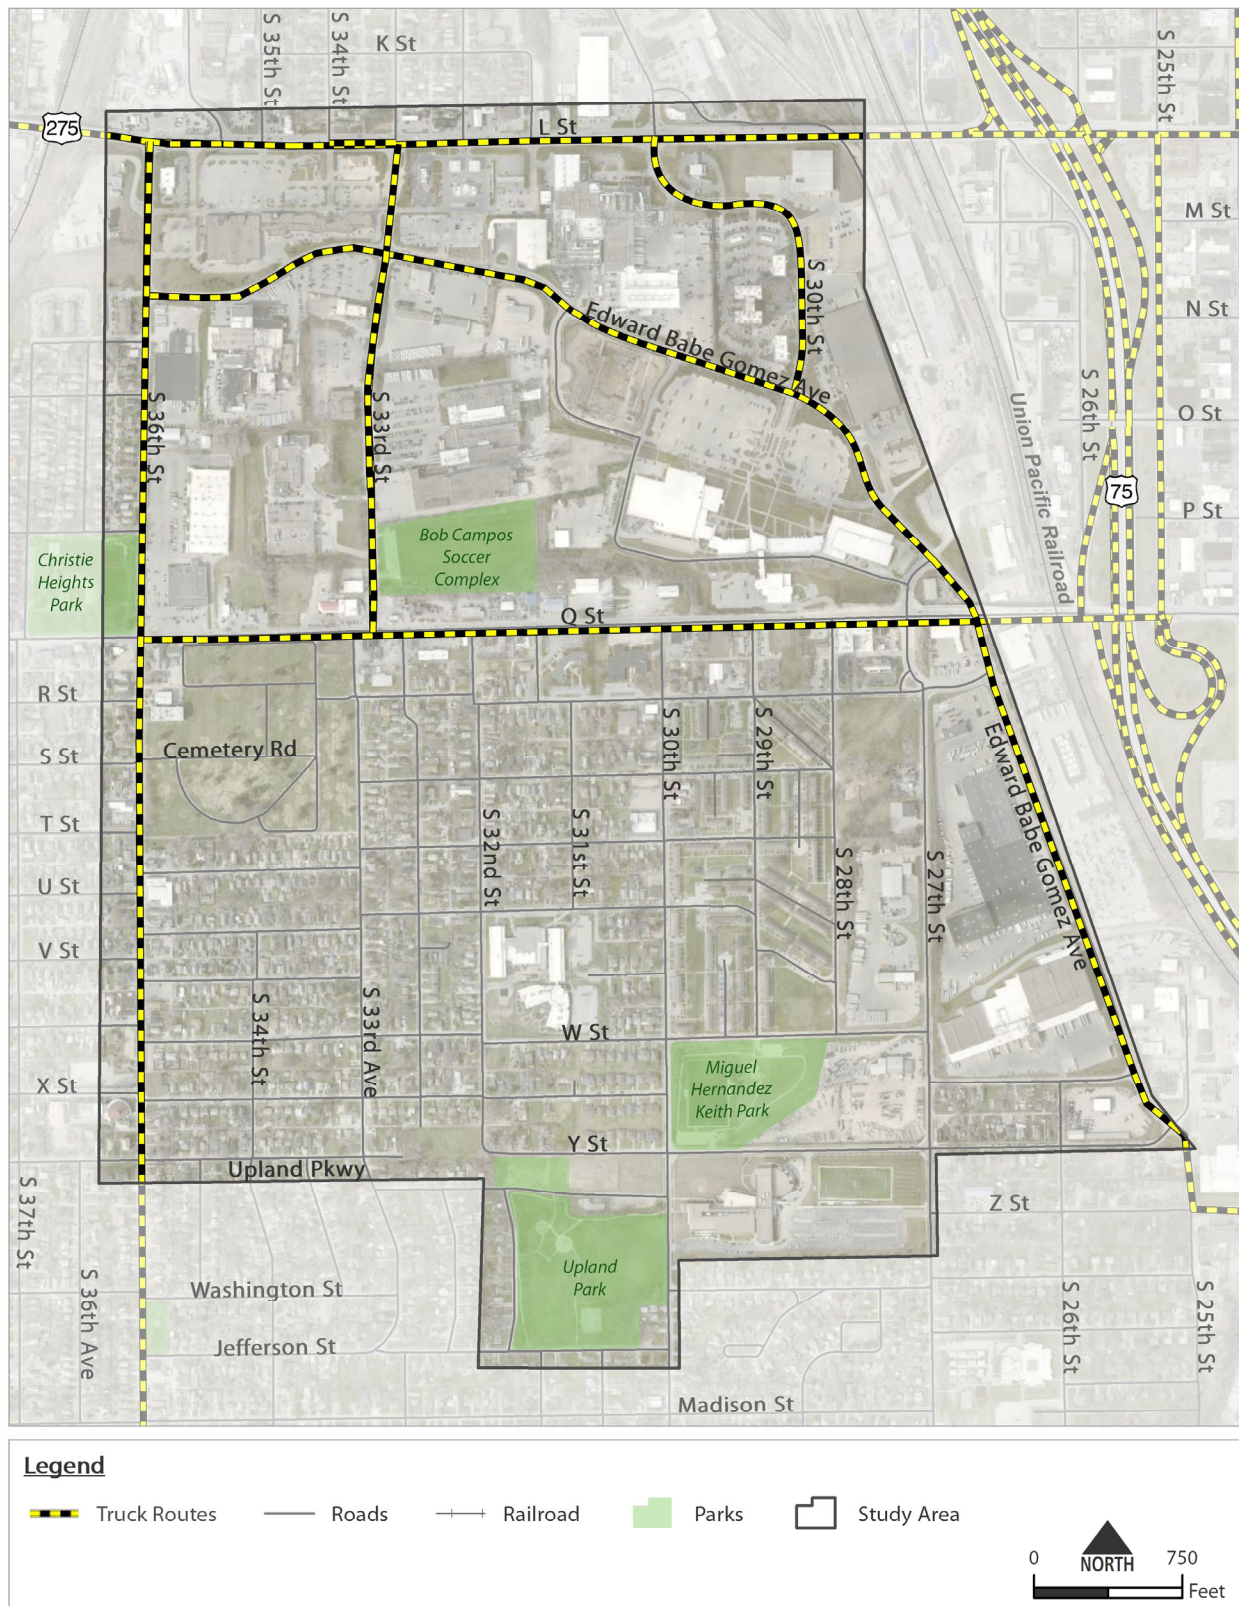 S 35th St
S 34th St
K St
S 25th St
275
L St
M St
N St
S 30th St
Edward Babe Gomez Ave
S 36th St
S 33rd St
Union Pacific Railroad
S 26th St
O St
75
P St
Christie
Heights
Park
Bob Campos
Soccer
Complex
Q St
R St
S St
Cemetery Rd
S 30th St
S 29th St
Edward Babe Gomez Ave
T St
S 32nd St
S 31st St
U St
S 28th St
S 27th St
V St
S 34th St
S 33rd Ave
W St
X St
Miguel
Hernandez
Keith Park
Y St
Upland Pkwy
S 37th St
Z St
Upland
Park
S 36th Ave
Washington St
S 26th St
S 25th St
Jefferson St
Madison St
Legend
Truck Routes
Roads
Railroad
Parks
Study Area
0
NORTH
750
Feet